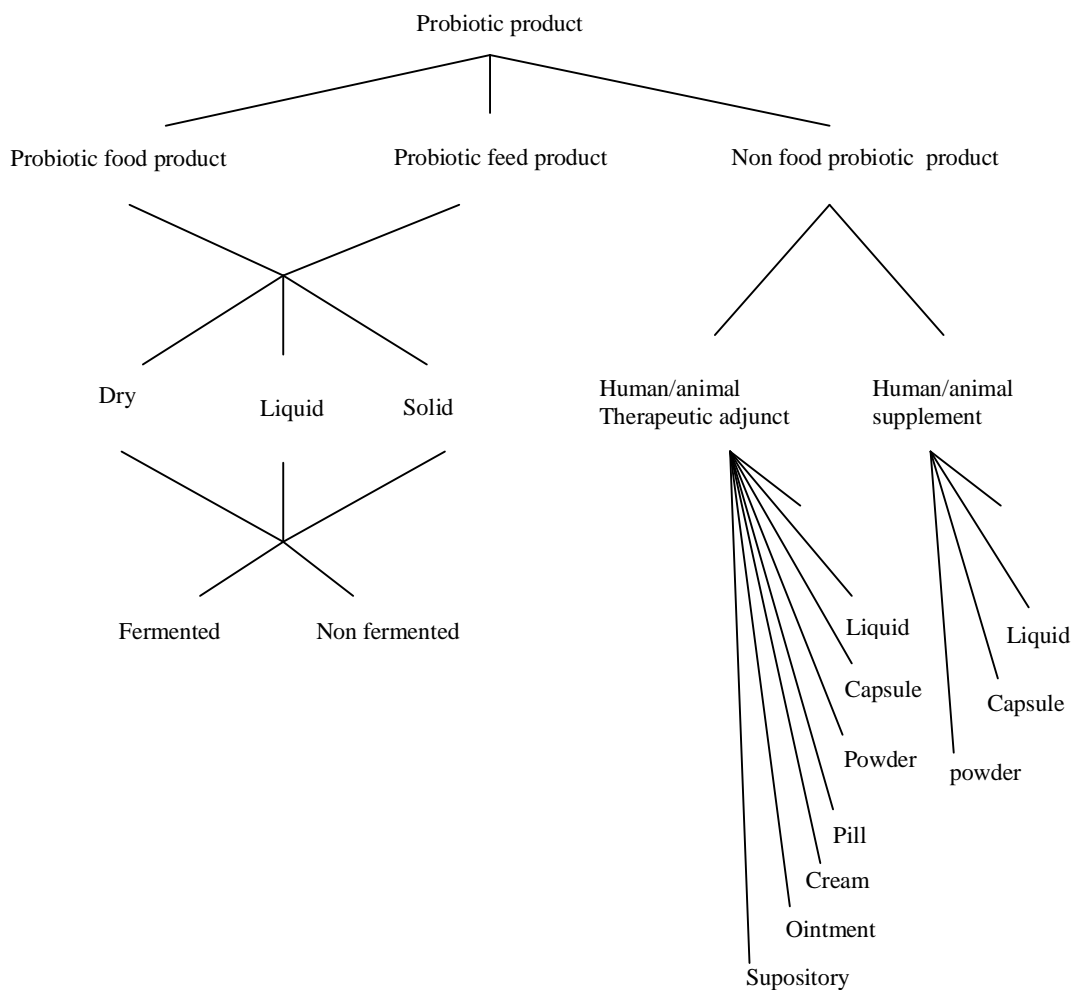 Probiotic product
Probiotic food product
Probiotic feed product
Non food probiotic product
Human/animal
Therapeutic adjunct
Human/animal
supplement
Dry
Liquid
Solid
Fermented
Non fermented
Liquid
Capsule
Powder
Pill
Cream
Ointment
Supository
Liquid
Capsule
powder